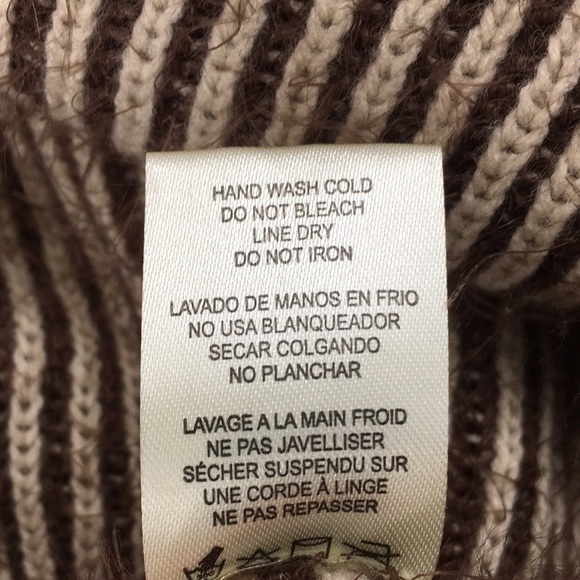 HAND WASH COLD
DO NOT BLEACH
LINE DRY
DO NOT IRON
LAVADO DE MANOS EN FRIO
NO USA BLANQUEADOR
SECAR COLGANDO
NO PLANCHAR
LAVAGE A LA MAIN FROID
NE PAS JAVELLISER
SÉCHER SUSPENDU SUR
UNE CORDE À LINGE
NE PAS REPASSER